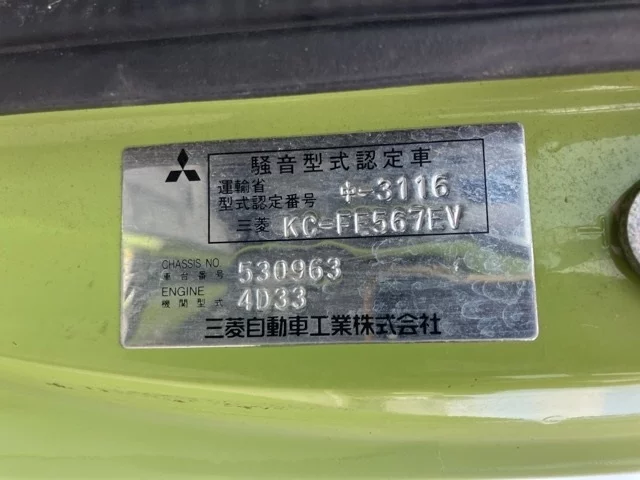 騒音型式認定車
運輸省
型式認定番号 中-3116
三菱 KC-FE567EV
CHASSIS NO
車台番号 530963
ENGINE
機関型式 4D33
三菱自動車工業株式会社